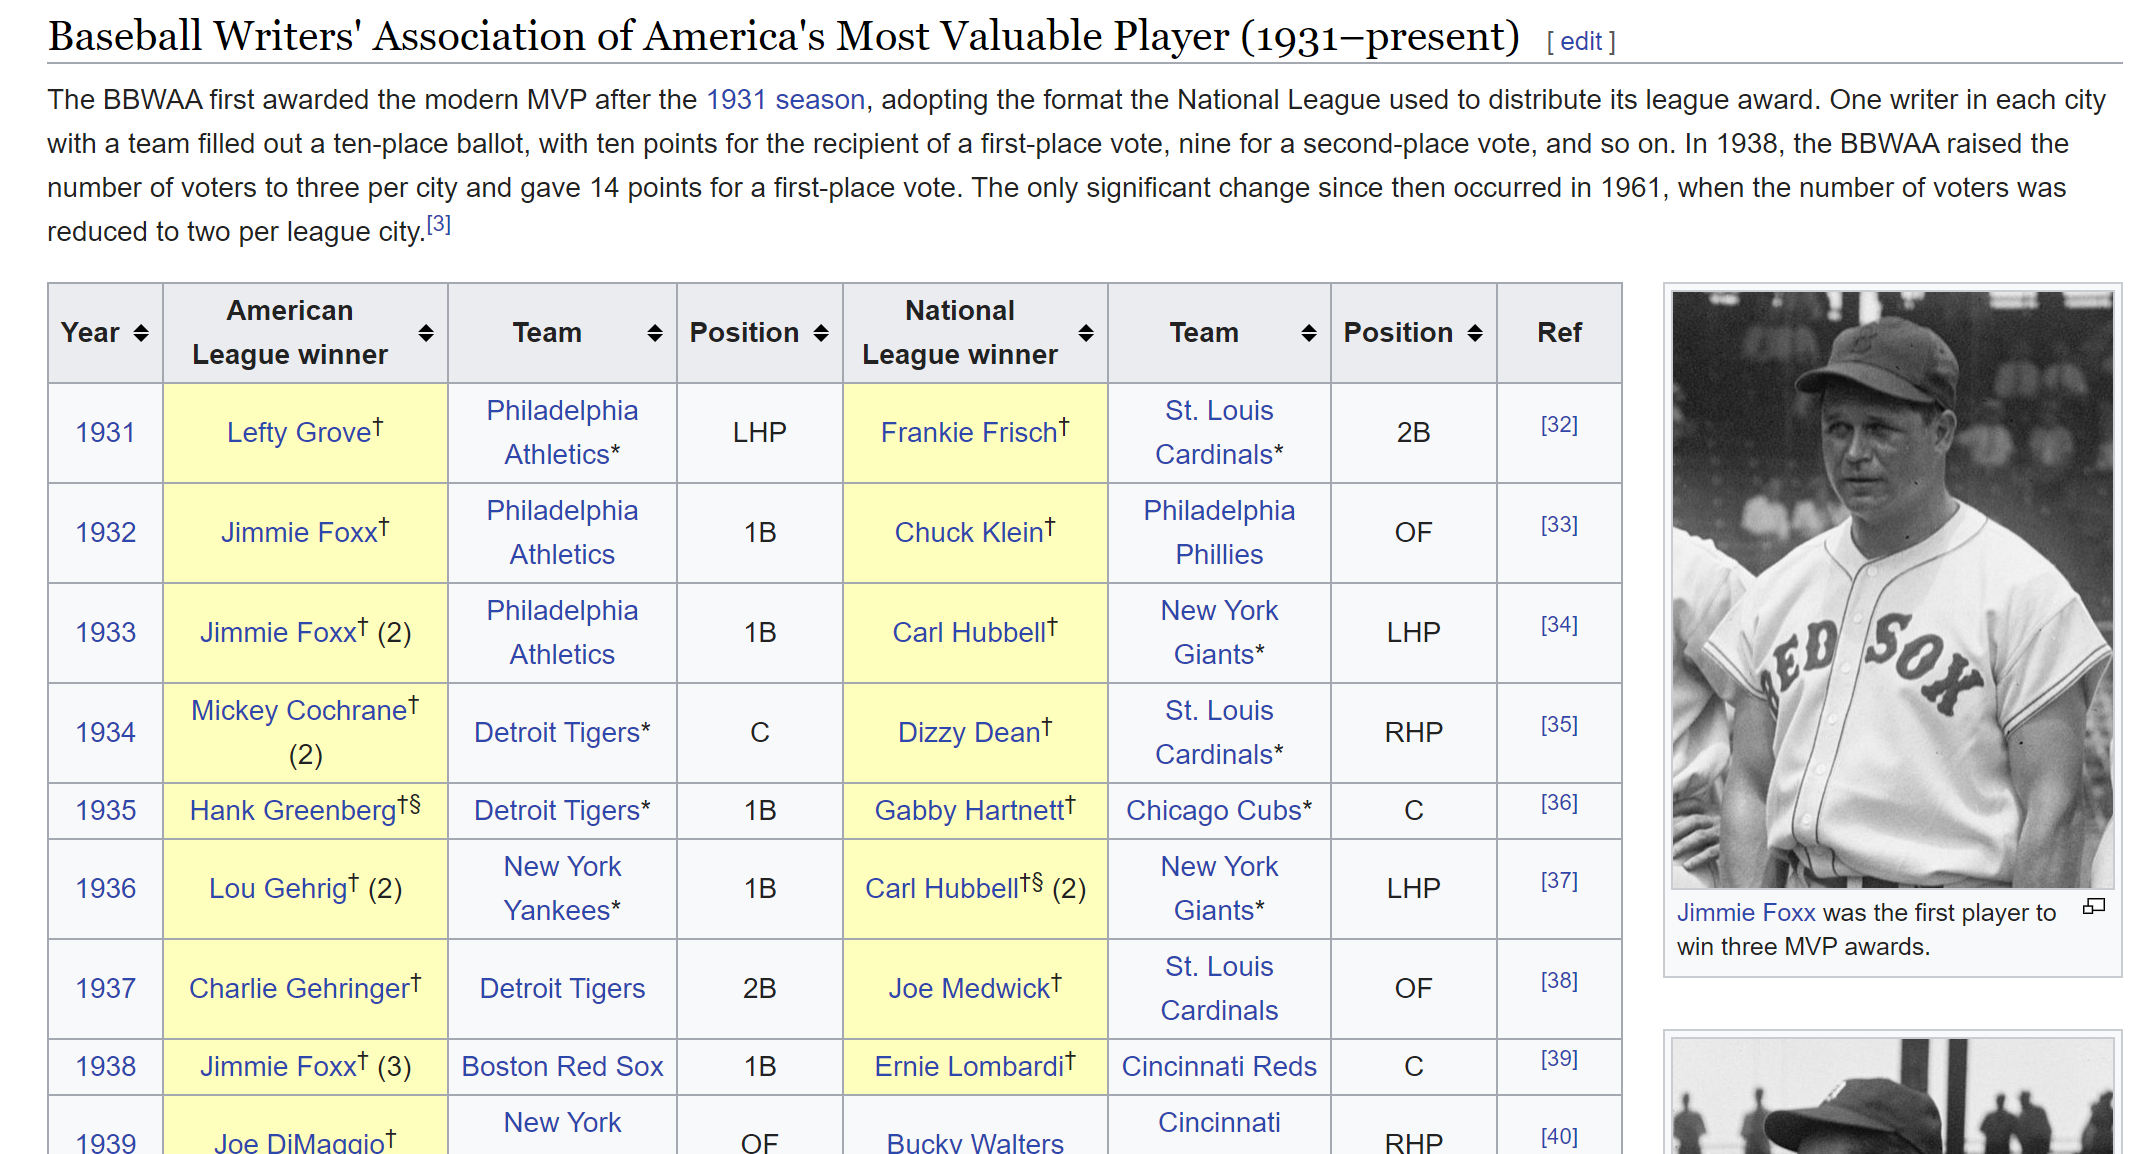 Baseball Writers' Association of America's Most Valuable Player (1931–present) [ edit ]
The BBWAA first awarded the modern MVP after the 1931 season, adopting the format the National League used to distribute its league award. One writer in each city
with a team filled out a ten-place ballot, with ten points for the recipient of a first-place vote, nine for a second-place vote, and so on. In 1938, the BBWAA raised the
number of voters to three per city and gave 14 points for a first-place vote. The only significant change since then occurred in 1961, when the number of voters was
reduced to two per league city.[3]
Year American League winner Team Position National League winner Team Position Ref
1931 Lefty Grove† Philadelphia Athletics* LHP Frankie Frisch† St. Louis Cardinals* 2B [32]
1932 Jimmie Foxx† Philadelphia Athletics 1B Chuck Klein† Philadelphia Phillies OF [33]
1933 Jimmie Foxx† (2) Philadelphia Athletics 1B Carl Hubbell† New York Giants* LHP [34]
1934 Mickey Cochrane† (2) Detroit Tigers* C Dizzy Dean† St. Louis Cardinals* RHP [35]
1935 Hank Greenberg†§ Detroit Tigers* 1B Gabby Hartnett† Chicago Cubs* C [36]
1936 Lou Gehrig† (2) New York Yankees* 1B Carl Hubbell†§ (2) New York Giants* LHP [37]
1937 Charlie Gehringer† Detroit Tigers 2B Joe Medwick† St. Louis Cardinals OF [38]
1938 Jimmie Foxx† (3) Boston Red Sox 1B Ernie Lombardi† Cincinnati Reds C [39]
1939 Joe DiMaggio† New York OF Bucky Walters Cincinnati RHP [40]
RED SOX
Jimmie Foxx was the first player to
win three MVP awards.